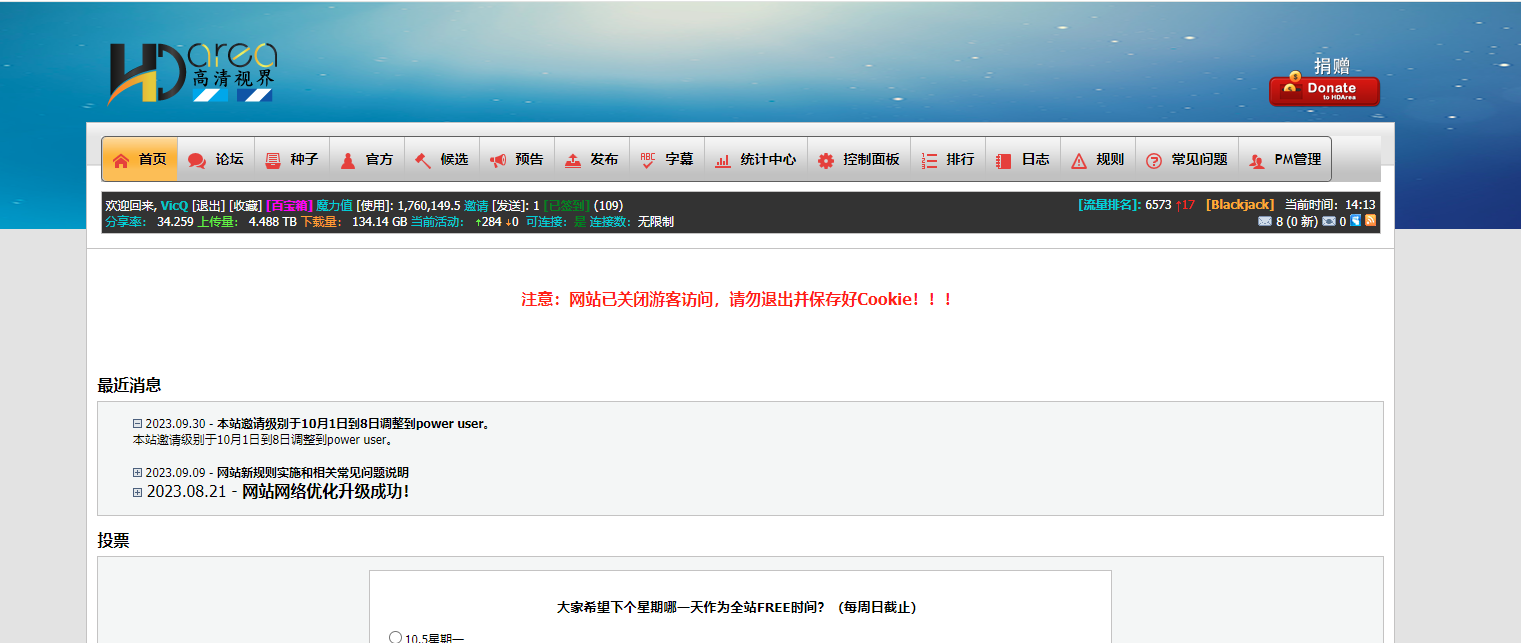 HDarea
高清视界
捐赠
Donate
to HDArea
首页 论坛 种子 官方 候选 预告 发布 字幕 统计中心 控制面板 排行 日志 规则 常见问题 PM管理
欢迎回来, VicQ [退出] [收藏] [百宝箱] 魔力值 [使用]: 1,760,149.5 邀请 [发送]: 1 [已签到] (109)
[流量排名]: 6573 ↑17 [Blackjack] 当前时间：14:13
分享率： 34.259 上传量： 4.488 TB 下载量： 134.14 GB 当前活动： ↑284 ↓0 可连接：是 连接数：无限制
8 (0 新) 0
注意：网站已关闭游客访问，请勿退出并保存好Cookie！！！
最近消息
2023.09.30 - 本站邀请级别于10月1日到8日调整到power user。
本站邀请级别于10月1日到8日调整到power user。
2023.09.09 - 网站新规则实施和相关常见问题说明
2023.08.21 - 网站网络优化升级成功！
投票
大家希望下个星期哪一天作为全站FREE时间？（每周日截止）
10.5星期一